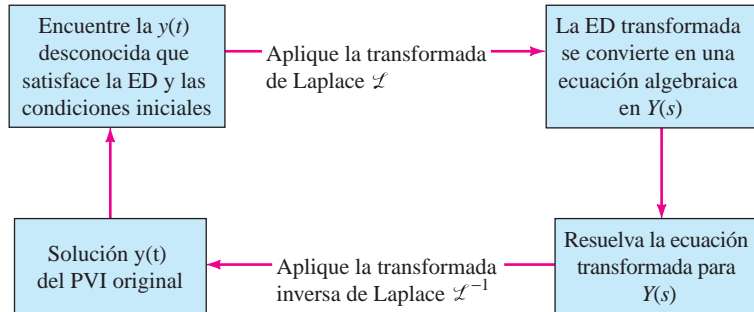 Encuentre la y(t)
desconocida que
satisface la ED y las
condiciones iniciales
Aplique la transformada
de Laplace ℒ
La ED transformada
se convierte en una
ecuación algebraica
en Y(s)
Resuelva la ecuación
transformada para
Y(s)
Aplique la transformada
inversa de Laplace ℒ⁻¹
Solución y(t)
del PVI original